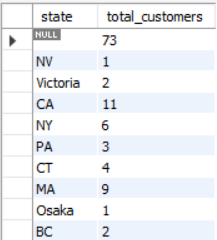 state total_customers
NULL 73
NV 1
Victoria 2
CA 11
NY 6
PA 3
CT 4
MA 9
Osaka 1
BC 2